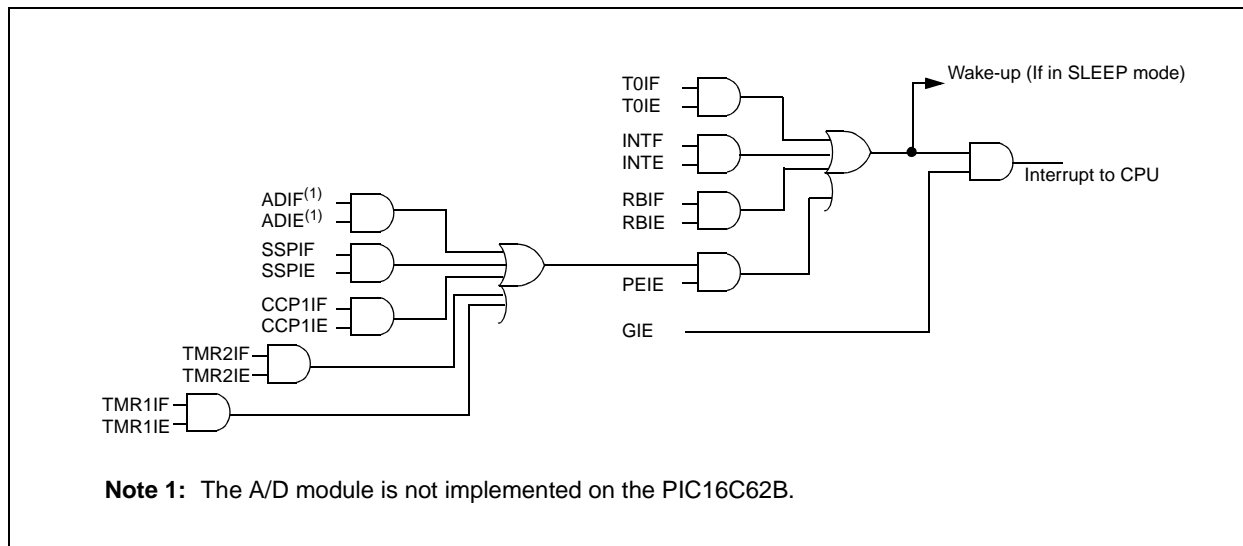 Wake-up (If in SLEEP mode)
T0IF
T0IE
INTF
INTE
Interrupt to CPU
RBIF
RBIE
ADIF(1)
ADIE(1)
SSPIF
SSPIE
PEIE
CCP1IF
CCP1IE
GIE
TMR2IF
TMR2IE
TMR1IF
TMR1IE
Note 1: The A/D module is not implemented on the PIC16C62B.